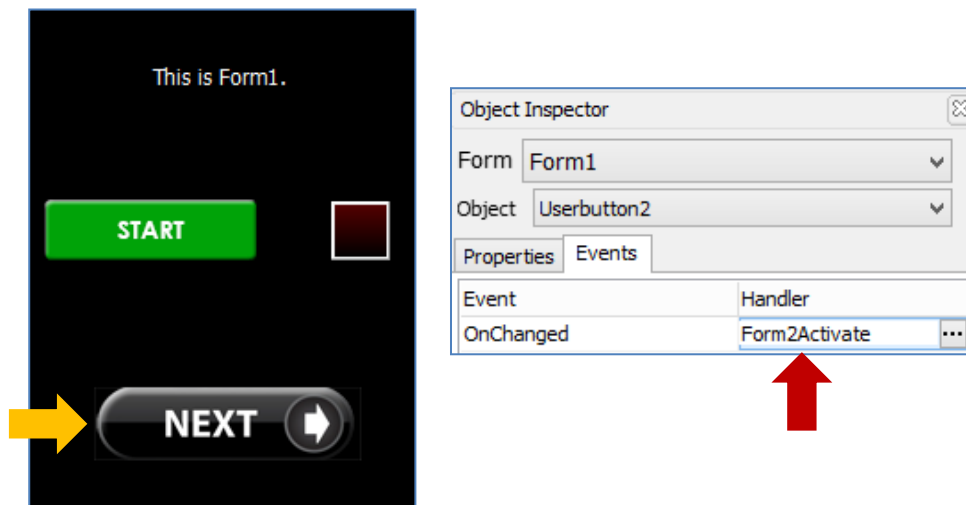 This is Form1.
START
NEXT
Object Inspector
Form Form1
Object Userbutton2
Properties Events
Event Handler
OnChanged Form2Activate ...